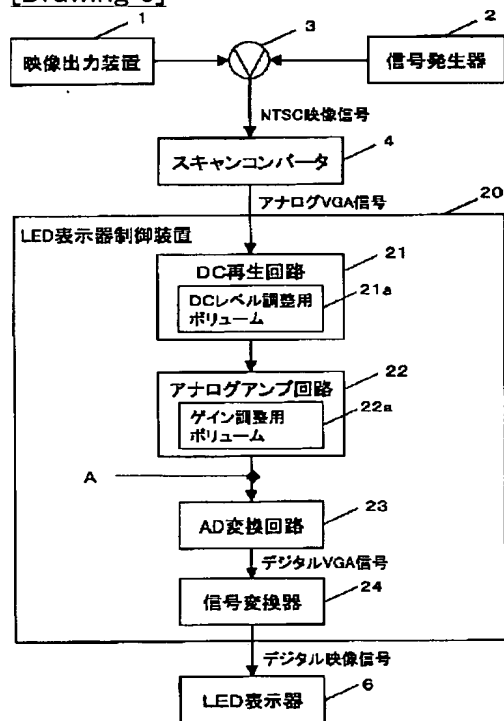 1
3
2
映像出力装置
信号発生器
NTSC映像信号
4
スキャンコンバータ
アナログVGA信号
20
LED表示器制御装置
21
DC再生回路
21a
DCレベル調整用
ボリューム
22
アナログアンプ回路
22a
ゲイン調整用
ボリューム
A
23
AD変換回路
デジタルVGA信号
24
信号変換器
デジタル映像信号
6
LED表示器